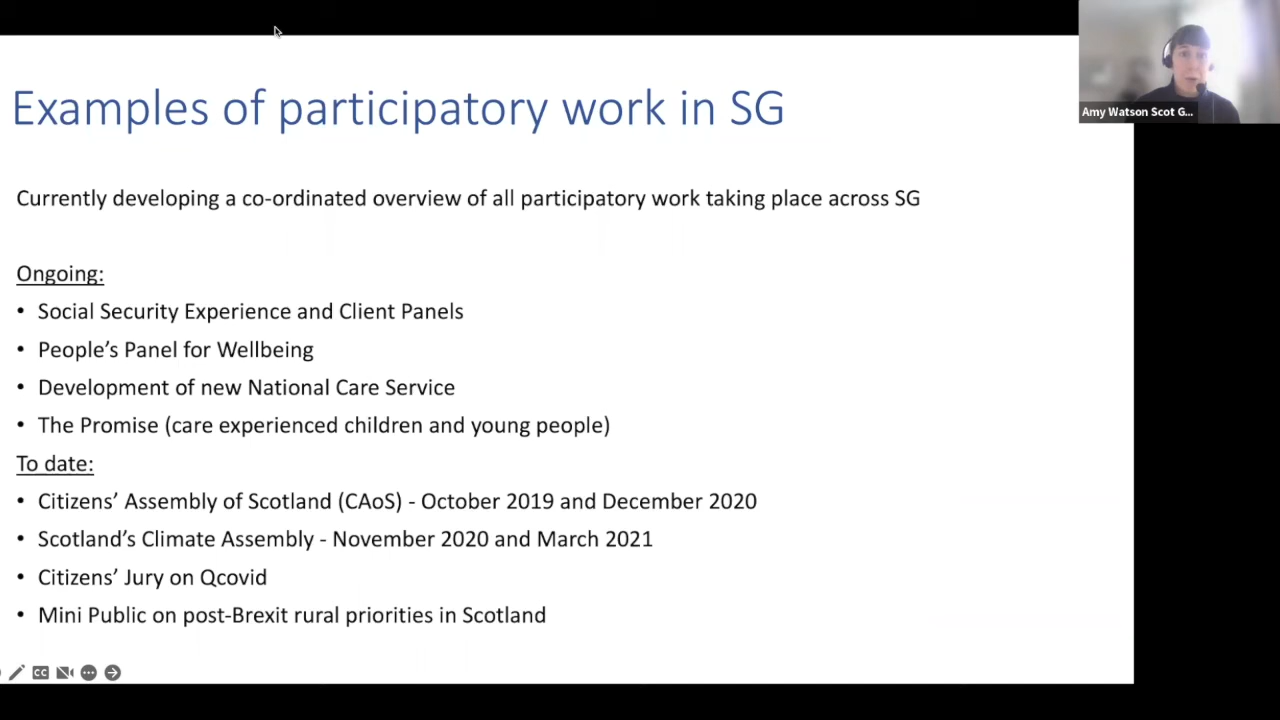 Examples of participatory work in SG
Amy Watson Scot G...
Currently developing a co-ordinated overview of all participatory work taking place across SG
Ongoing:
• Social Security Experience and Client Panels
• People’s Panel for Wellbeing
• Development of new National Care Service
• The Promise (care experienced children and young people)
To date:
• Citizens’ Assembly of Scotland (CAoS) - October 2019 and December 2020
• Scotland’s Climate Assembly - November 2020 and March 2021
• Citizens’ Jury on Qcovid
• Mini Public on post-Brexit rural priorities in Scotland
CC